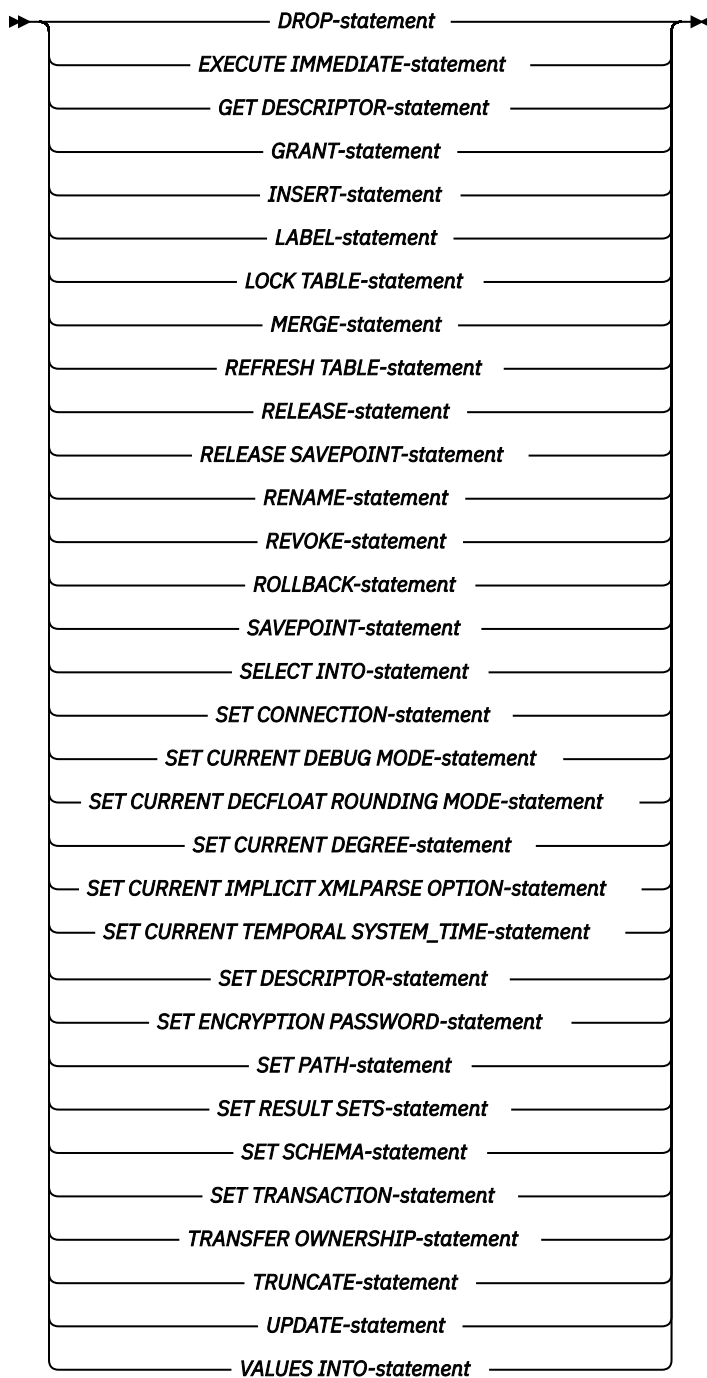 DROP-statement
EXECUTE IMMEDIATE-statement
GET DESCRIPTOR-statement
GRANT-statement
INSERT-statement
LABEL-statement
LOCK TABLE-statement
MERGE-statement
REFRESH TABLE-statement
RELEASE-statement
RELEASE SAVEPOINT-statement
RENAME-statement
REVOKE-statement
ROLLBACK-statement
SAVEPOINT-statement
SELECT INTO-statement
SET CONNECTION-statement
SET CURRENT DEBUG MODE-statement
SET CURRENT DECFLOAT ROUNDING MODE-statement
SET CURRENT DEGREE-statement
SET CURRENT IMPLICIT XMLPARSE OPTION-statement
SET CURRENT TEMPORAL SYSTEM_TIME-statement
SET DESCRIPTOR-statement
SET ENCRYPTION PASSWORD-statement
SET PATH-statement
SET RESULT SETS-statement
SET SCHEMA-statement
SET TRANSACTION-statement
TRANSFER OWNERSHIP-statement
TRUNCATE-statement
UPDATE-statement
VALUES INTO-statement